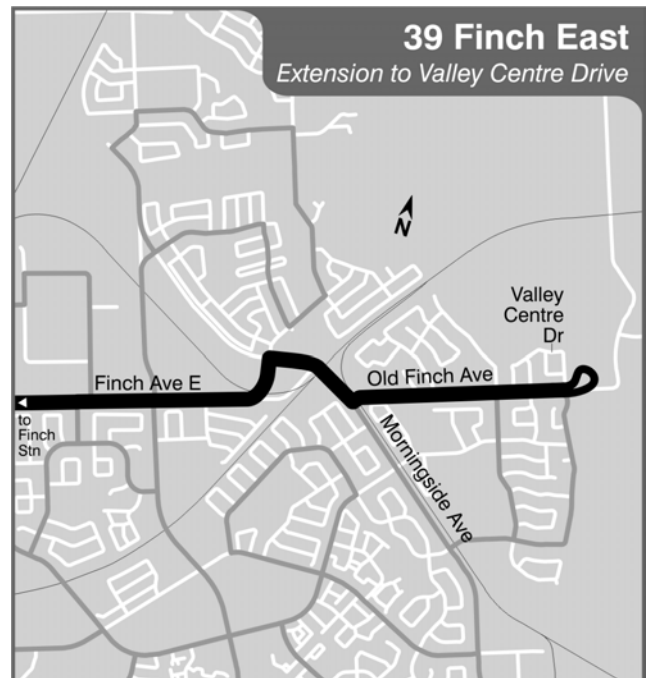 39 Finch East
Extension to Valley Centre Drive
N
Valley
Centre
Dr
Finch Ave E
Old Finch Ave
to
Finch
Stn
Morningside Ave